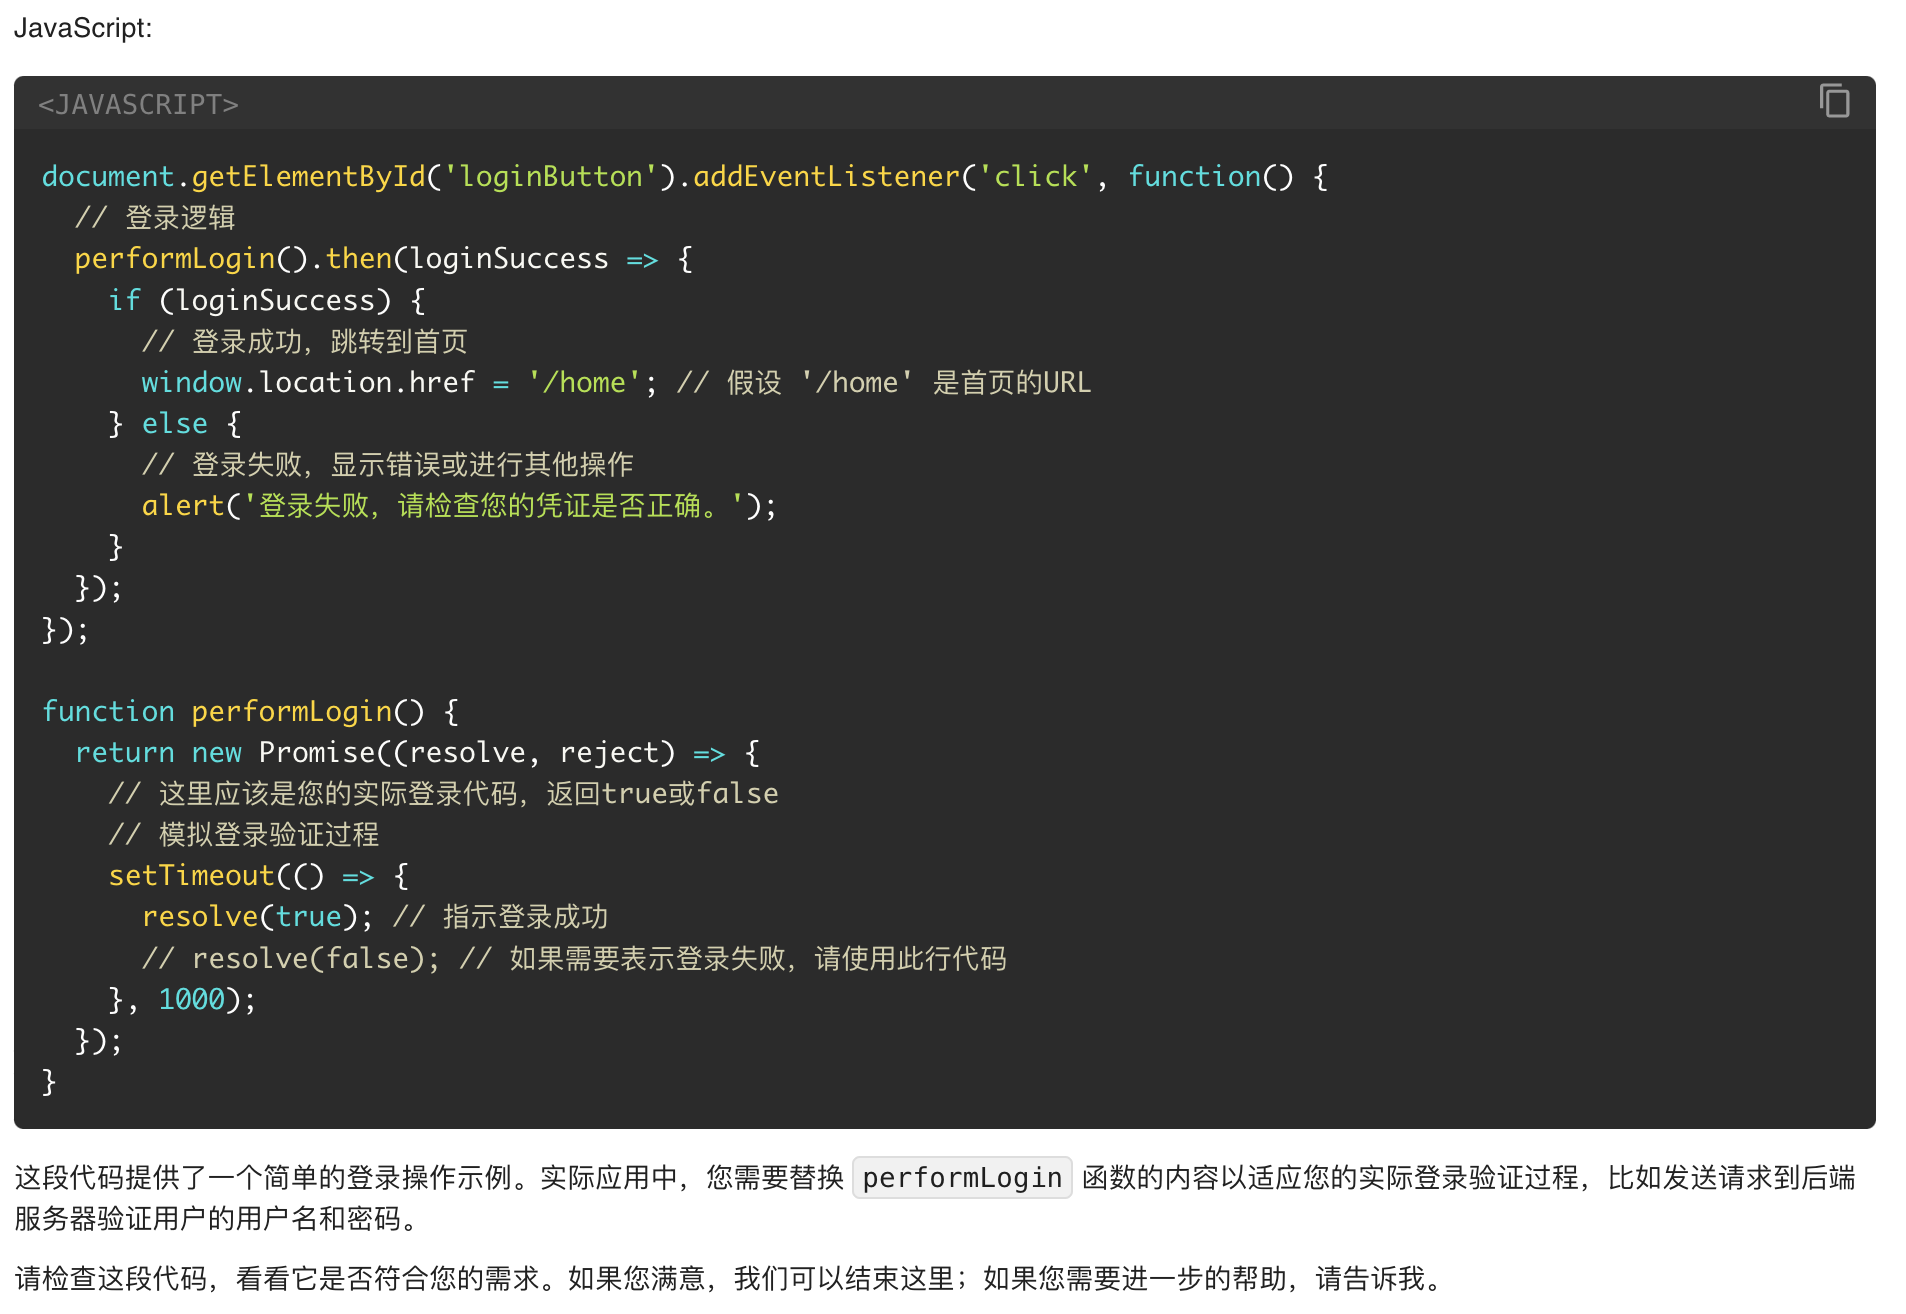 JavaScript:
<JAVASCRIPT>
document.getElementById('loginButton').addEventListener('click', function() {
  // 登录逻辑
  performLogin().then(loginSuccess => {
    if (loginSuccess) {
      // 登录成功，跳转到首页
      window.location.href = '/home'; // 假设 '/home' 是首页的URL
    } else {
      // 登录失败，显示错误或进行其他操作
      alert('登录失败，请检查您的凭证是否正确。');
    }
  });
});

function performLogin() {
  return new Promise((resolve, reject) => {
    // 这里应该是您的实际登录代码，返回true或false
    // 模拟登录验证过程
    setTimeout(() => {
      resolve(true); // 指示登录成功
      // resolve(false); // 如果需要表示登录失败，请使用此行代码
    }, 1000);
  });
}
这段代码提供了一个简单的登录操作示例。实际应用中，您需要替换 performLogin 函数的内容以适应您的实际登录验证过程，比如发送请求到后端
服务器验证用户的用户名和密码。
请检查这段代码，看看它是否符合您的需求。如果您满意，我们可以结束这里；如果您需要进一步的帮助，请告诉我。